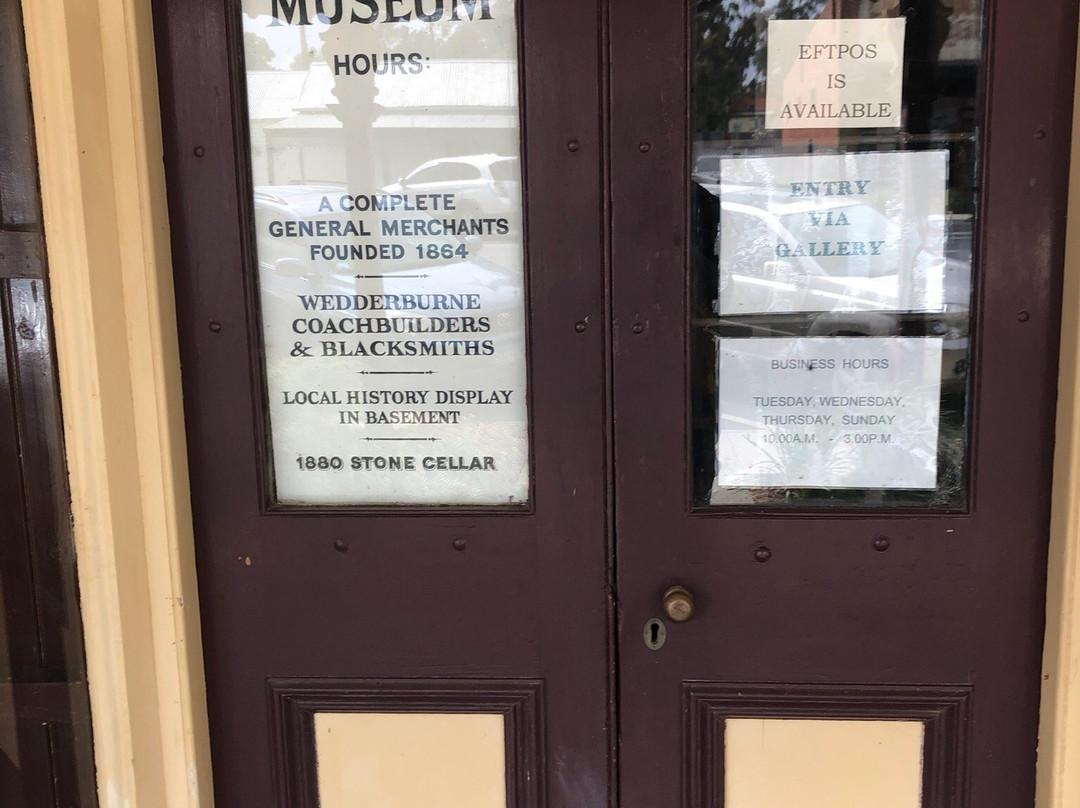 MUSEUM
HOURS:
A COMPLETE
GENERAL MERCHANTS
FOUNDED 1864
WEDDERBURNE
COACHBUILDERS
& BLACKSMITHS
LOCAL HISTORY DISPLAY
IN BASEMENT
1880 STONE CELLAR
EFTPOS
IS
AVAILABLE
ENTRY
VIA
GALLERY
BUSINESS HOURS
TUESDAY, WEDNESDAY,
THURSDAY, SUNDAY
10.00A.M. - 3.00P.M.